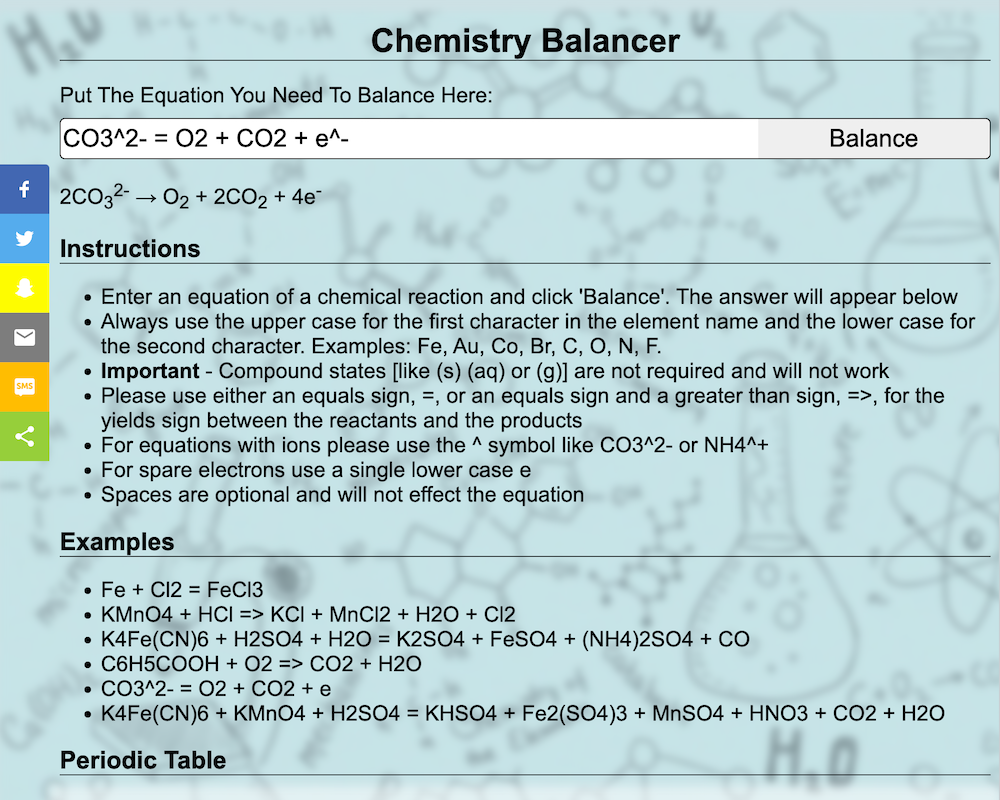 Chemistry Balancer
Put The Equation You Need To Balance Here:
CO3^2- = O2 + CO2 + e^- Balance
2CO₃²⁻ → O₂ + 2CO₂ + 4e⁻
SMS
Instructions
• Enter an equation of a chemical reaction and click 'Balance'. The answer will appear below
• Always use the upper case for the first character in the element name and the lower case for
the second character. Examples: Fe, Au, Co, Br, C, O, N, F.
• Important - Compound states [like (s) (aq) or (g)] are not required and will not work
• Please use either an equals sign, =, or an equals sign and a greater than sign, =>, for the
yields sign between the reactants and the products
• For equations with ions please use the ^ symbol like CO3^2- or NH4^+
• For spare electrons use a single lower case e
• Spaces are optional and will not effect the equation
Examples
• Fe + Cl2 = FeCl3
• KMnO4 + HCl => KCl + MnCl2 + H2O + Cl2
• K4Fe(CN)6 + H2SO4 + H2O = K2SO4 + FeSO4 + (NH4)2SO4 + CO
• C6H5COOH + O2 => CO2 + H2O
• CO3^2- = O2 + CO2 + e
• K4Fe(CN)6 + KMnO4 + H2SO4 = KHSO4 + Fe2(SO4)3 + MnSO4 + HNO3 + CO2 + H2O
Periodic Table